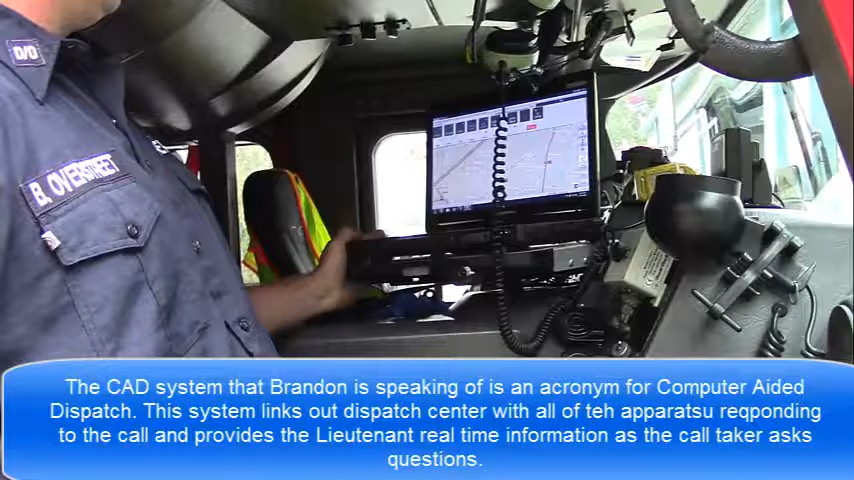 D/O
B. OVERSTREET
The CAD system that Brandon is speaking of is an acronym for Computer Aided
Dispatch. This system links out dispatch center with all of teh apparatsu reqponding
to the call and provides the Lieutenant real time information as the call taker asks
questions.